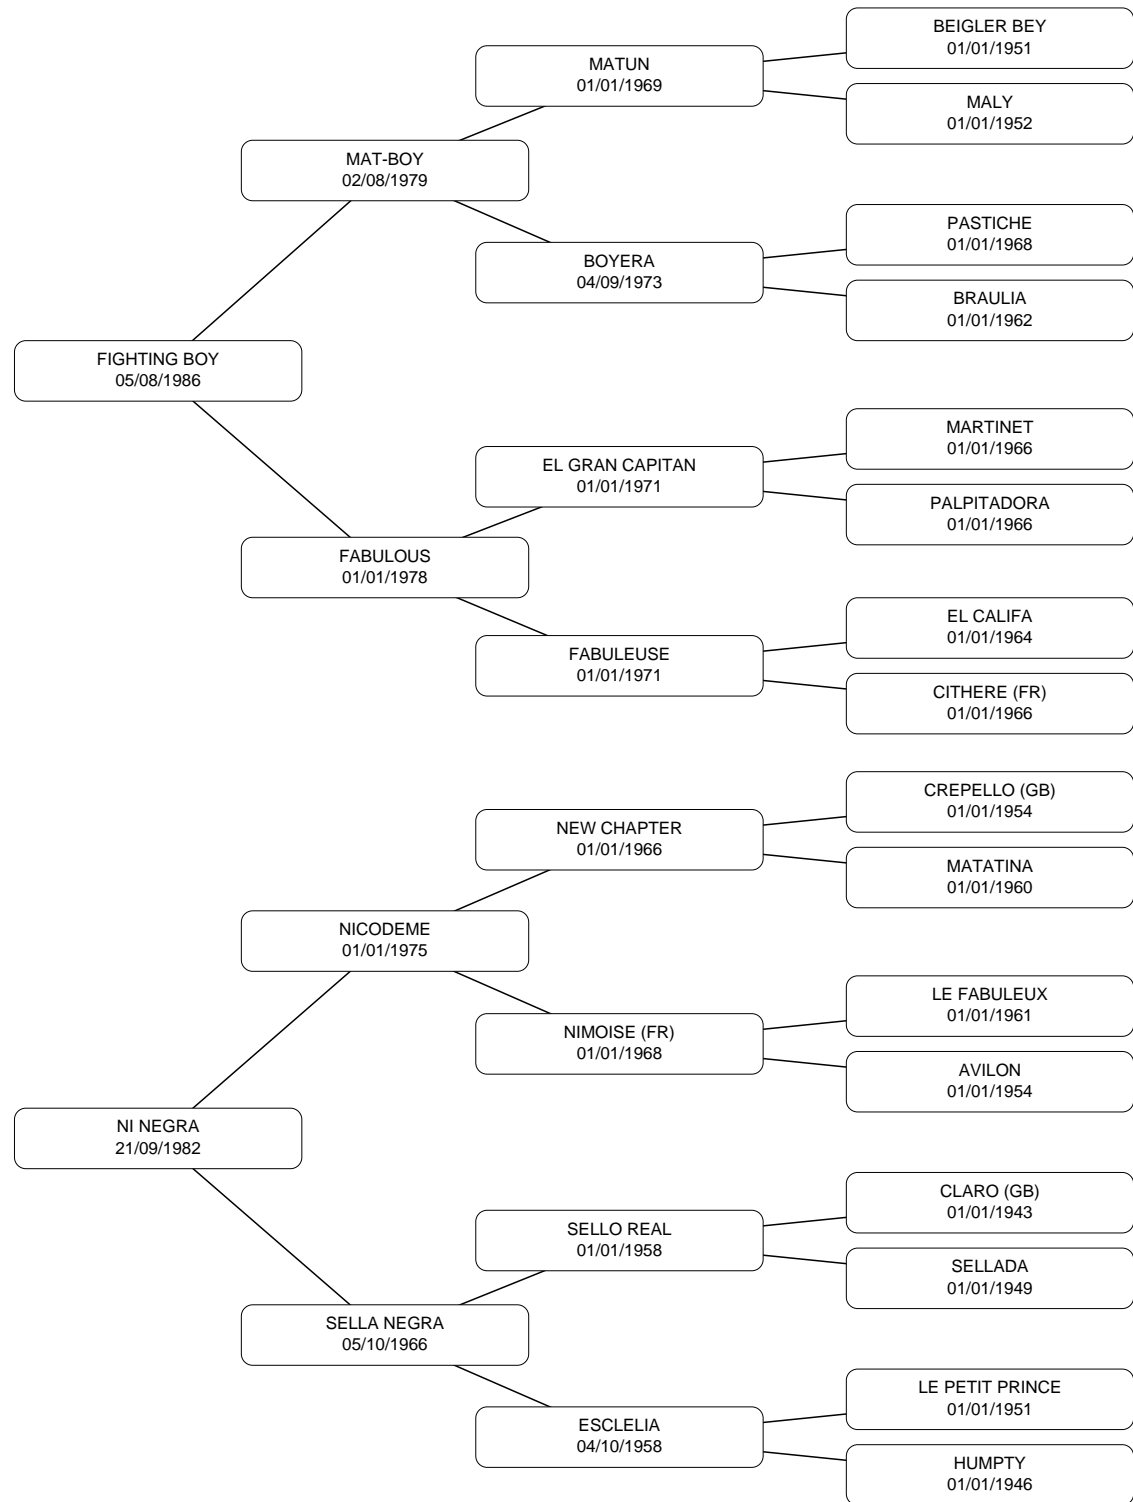 BEIGLER BEY
01/01/1951
MATUN
01/01/1969
MALY
01/01/1952
MAT-BOY
02/08/1979
PASTICHE
01/01/1968
BOYERA
04/09/1973
BRAULIA
01/01/1962
FIGHTING BOY
05/08/1986
MARTINET
01/01/1966
EL GRAN CAPITAN
01/01/1971
PALPITADORA
01/01/1966
FABULOUS
01/01/1978
EL CALIFA
01/01/1964
FABULEUSE
01/01/1971
CITHERE (FR)
01/01/1966
CREPELLO (GB)
01/01/1954
NEW CHAPTER
01/01/1966
MATATINA
01/01/1960
NICODEME
01/01/1975
LE FABULEUX
01/01/1961
NIMOISE (FR)
01/01/1968
AVILON
01/01/1954
NI NEGRA
21/09/1982
CLARO (GB)
01/01/1943
SELLO REAL
01/01/1958
SELLADA
01/01/1949
SELLA NEGRA
05/10/1966
LE PETIT PRINCE
01/01/1951
ESCLELIA
04/10/1958
HUMPTY
01/01/1946